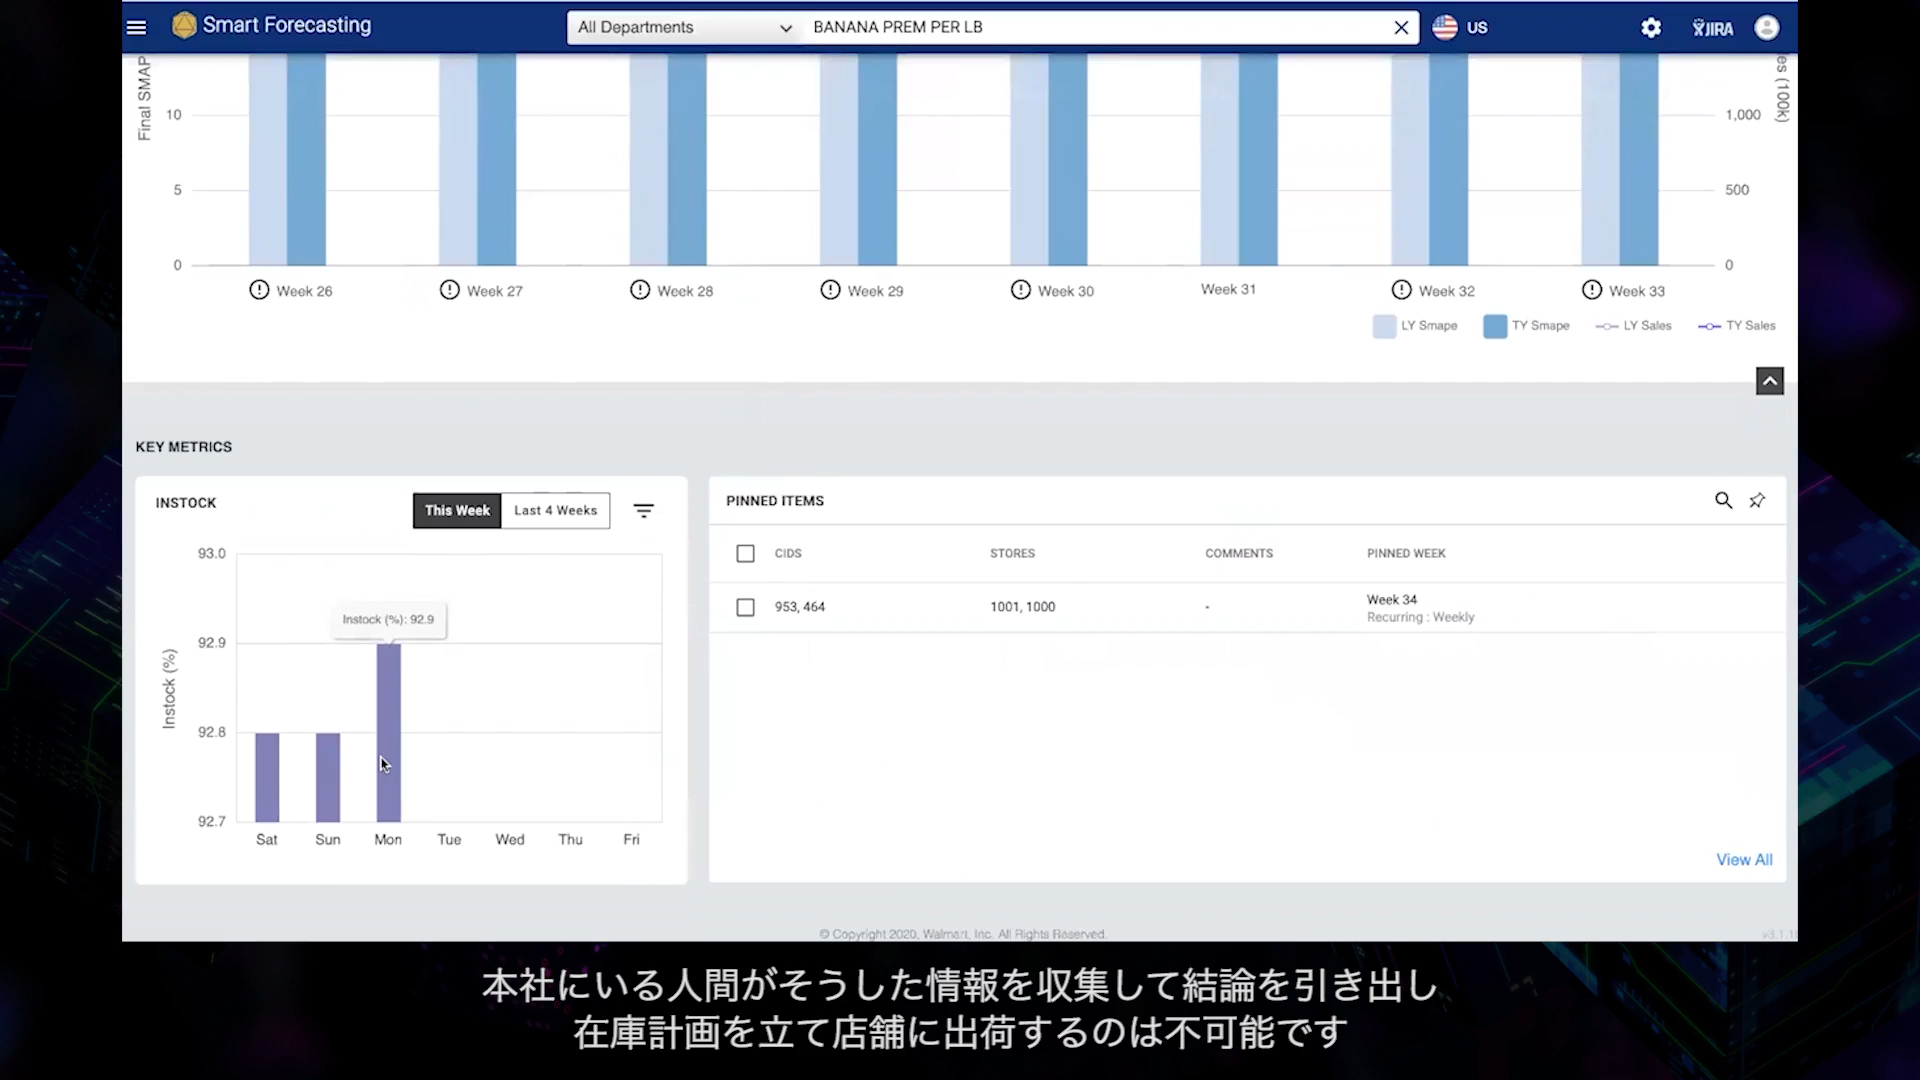 Smart Forecasting
All Departments
BANANA PREM PER LB
US
JIRA
Final SMAP
es (100k)
10
1,000
5
500
0
0
Week 26
Week 27
Week 28
Week 29
Week 30
Week 31
Week 32
Week 33
LY Smape
TY Smape
LY Sales
TY Sales
KEY METRICS
INSTOCK
This Week
Last 4 Weeks
Instock (%)
93.0
92.9
92.8
92.7
Instock (%): 92.9
Sat
Sun
Mon
Tue
Wed
Thu
Fri
PINNED ITEMS
CIDS
STORES
COMMENTS
PINNED WEEK
953, 464
1001, 1000
-
Week 34
Recurring : Weekly
View All
© Copyright 2020, Walmart, Inc. All Rights Reserved.
本社にいる人間がそうした情報を収集して結論を引き出し
在庫計画を立て店舗に出荷するのは不可能です